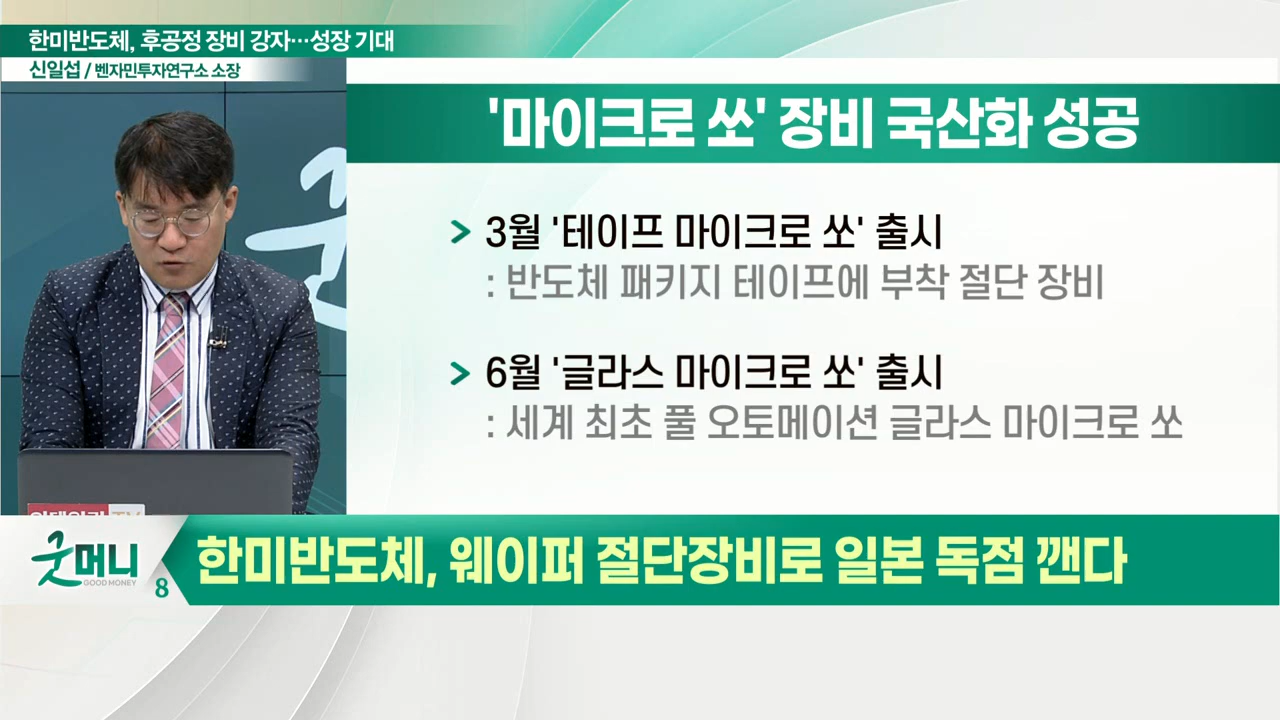 한미반도체, 후공정 장비 강자…성장 기대
신일섭 / 벤자민투자연구소 소장
'마이크로 쏘' 장비 국산화 성공
3월 '테이프 마이크로 쏘' 출시
: 반도체 패키지 테이프에 부착 절단 장비
6월 '글라스 마이크로 쏘' 출시
: 세계 최초 풀 오토메이션 글라스 마이크로 쏘
굿머니
GOOD MONEY
8
한미반도체, 웨이퍼 절단장비로 일본 독점 깬다